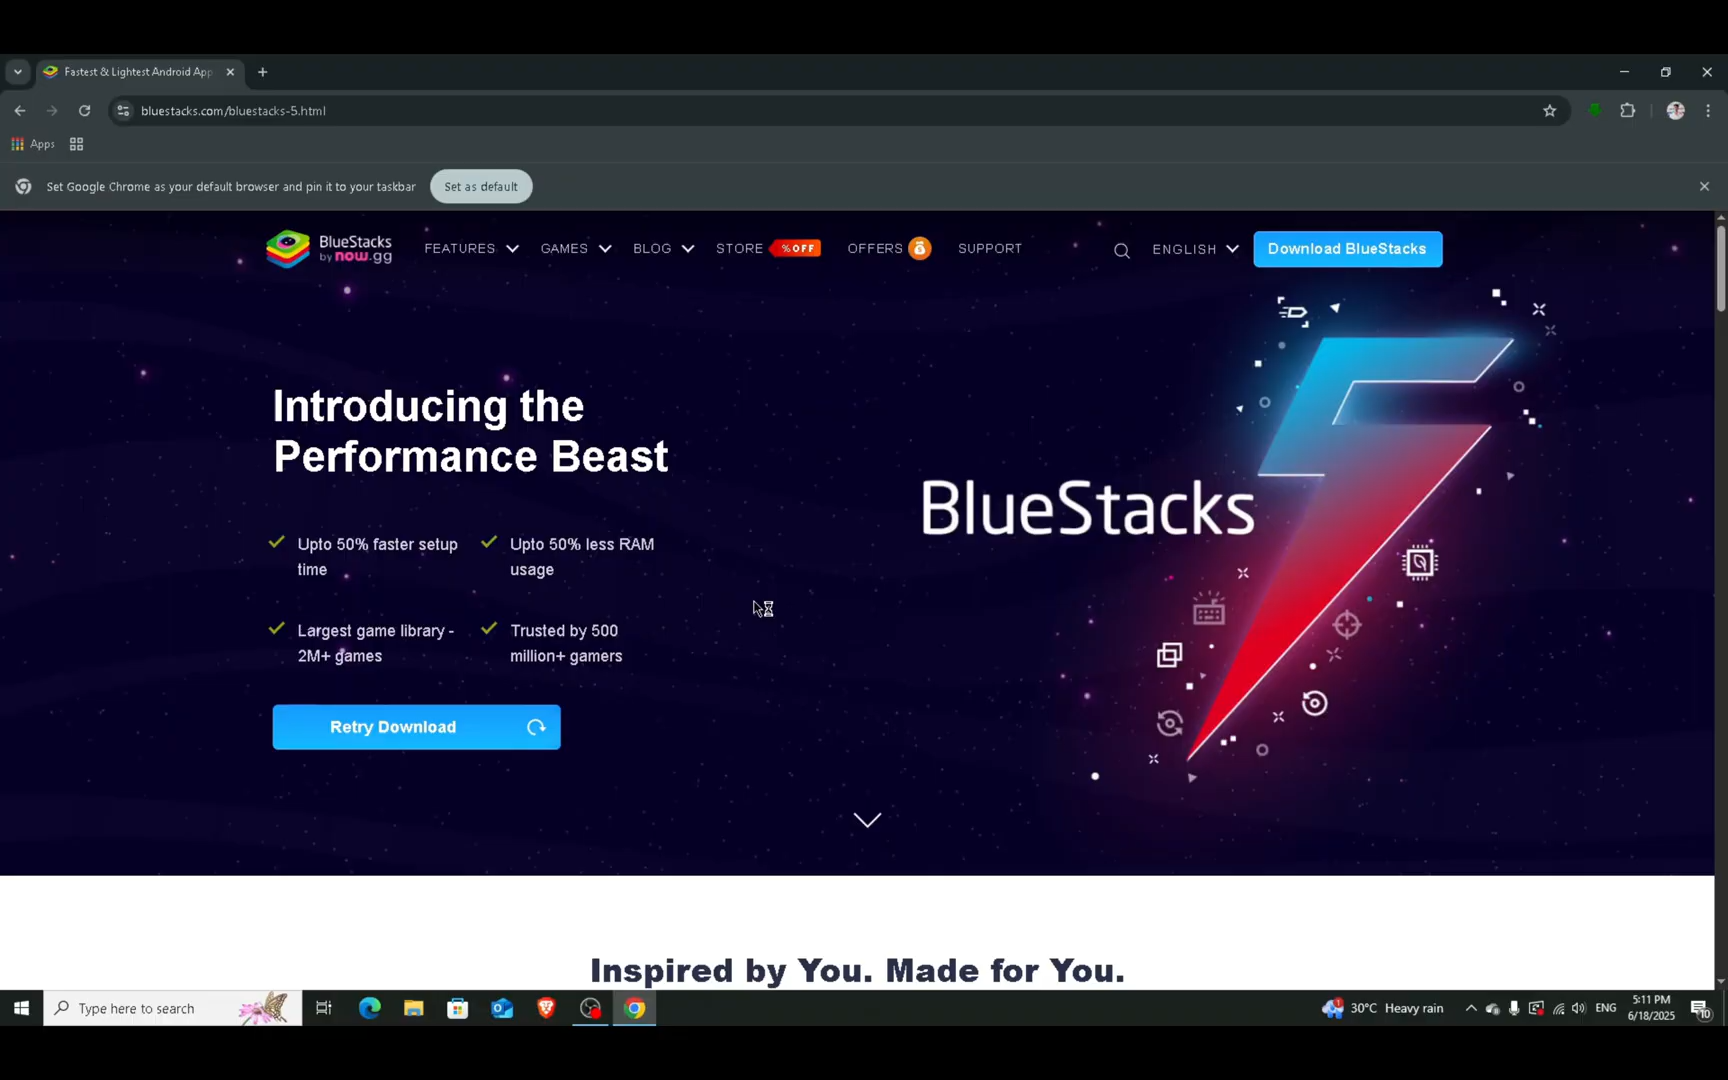 Fastest & Lightest Android App
bluestacks.com/bluestacks-5.html
Apps
Set Google Chrome as your default browser and pin it to your taskbar
Set as default
BlueStacks
by now.gg
FEATURES
GAMES
BLOG
STORE
%OFF
OFFERS
SUPPORT
ENGLISH
Download BlueStacks
Introducing the
Performance Beast
BlueStacks
Upto 50% faster setup
time
Upto 50% less RAM
usage
Largest game library -
2M+ games
Trusted by 500
million+ gamers
Retry Download
Inspired by You. Made for You.
Type here to search
1
30°C Heavy rain
ENG
5:11 PM
6/18/2025
10